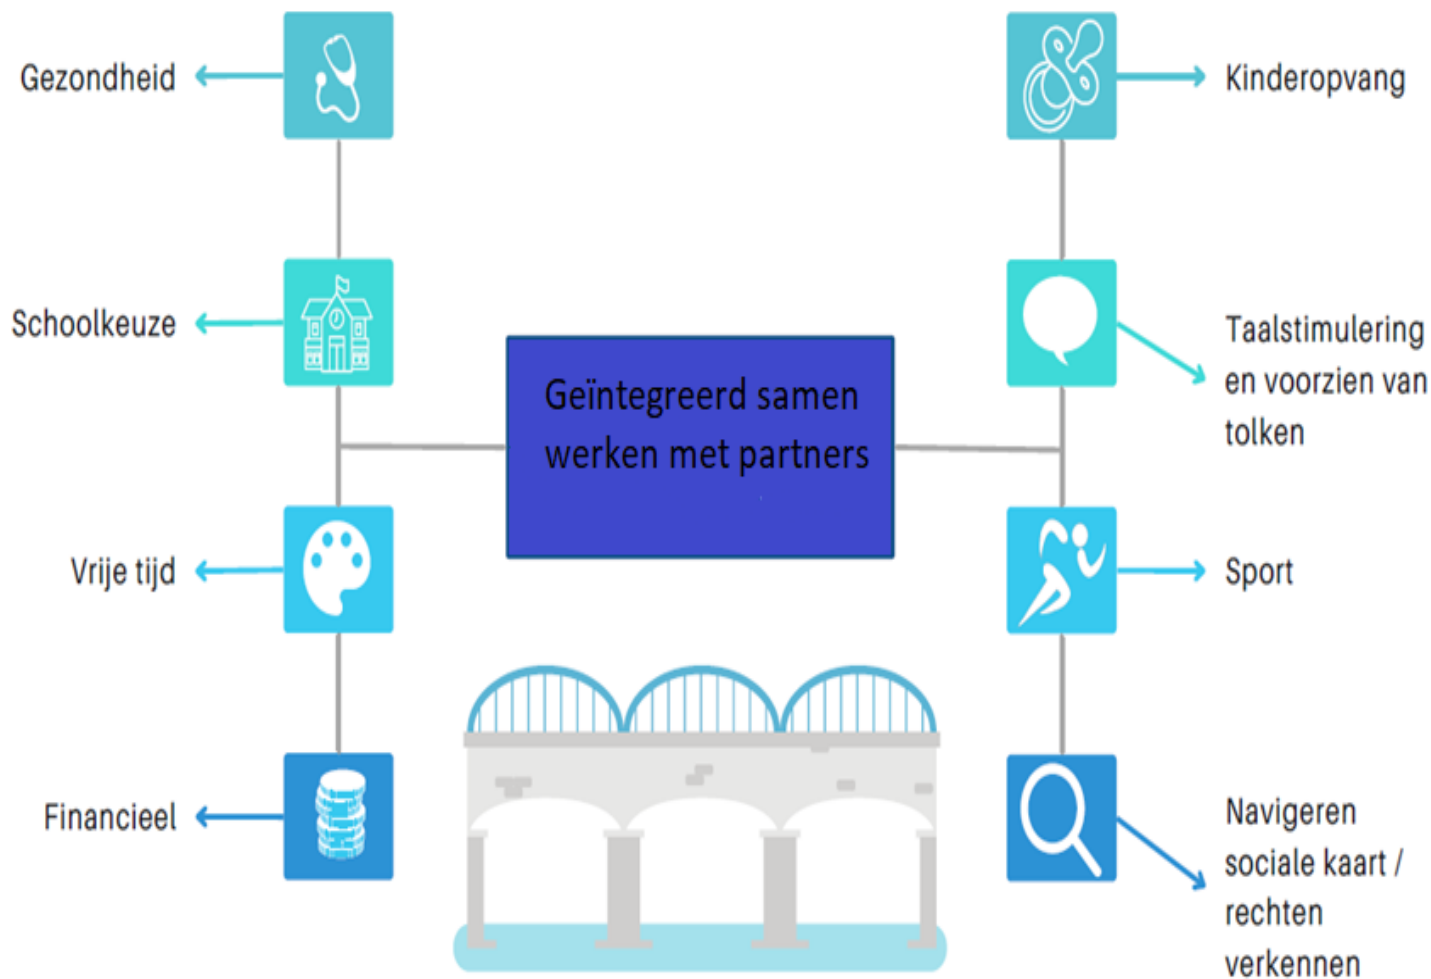 Gezondheid
Kinderopvang
Schoolkeuze
Taalstimulering
en voorzien van
tolken
Geïntegreerd samen
werken met partners
Vrije tijd
Sport
Financieel
Navigeren
sociale kaart /
rechten
verkennen